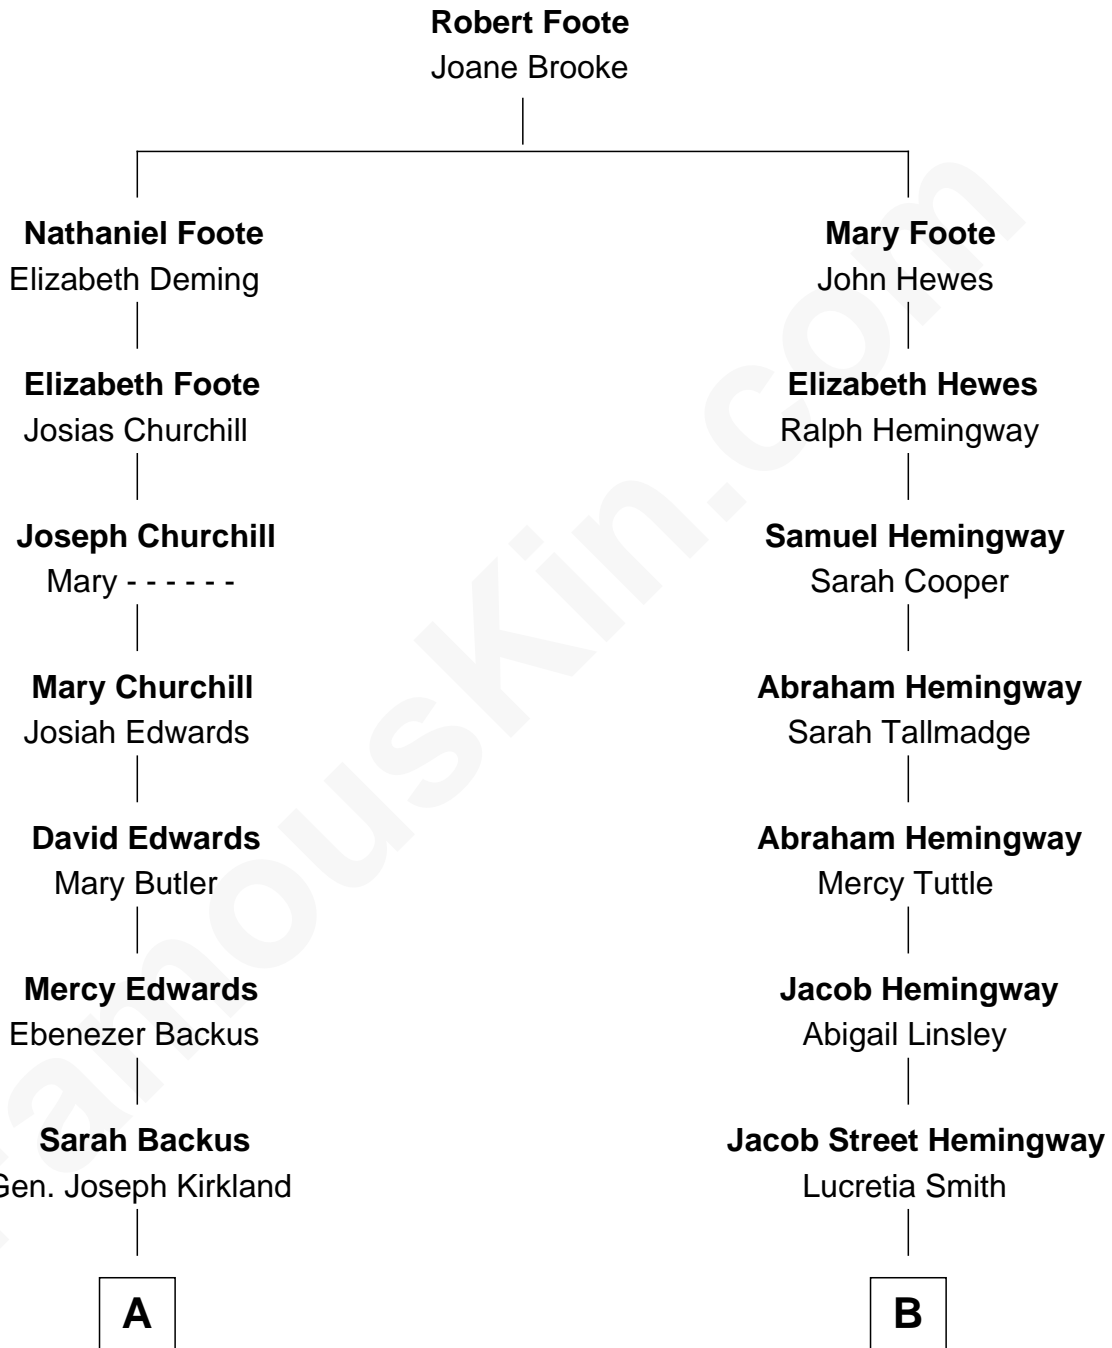 Robert Foote
Joane Brooke
Nathaniel Foote
Elizabeth Deming
Mary Foote
John Hewes
Elizabeth Foote
Josias Churchill
Elizabeth Hewes
Ralph Hemingway
Joseph Churchill
Mary - - - - - -
Samuel Hemingway
Sarah Cooper
Mary Churchill
Josiah Edwards
Abraham Hemingway
Sarah Tallmadge
David Edwards
Mary Butler
Abraham Hemingway
Mercy Tuttle
Mercy Edwards
Ebenezer Backus
Jacob Hemingway
Abigail Linsley
Sarah Backus
Gen. Joseph Kirkland
Jacob Street Hemingway
Lucretia Smith
A
B
FamousKin.com